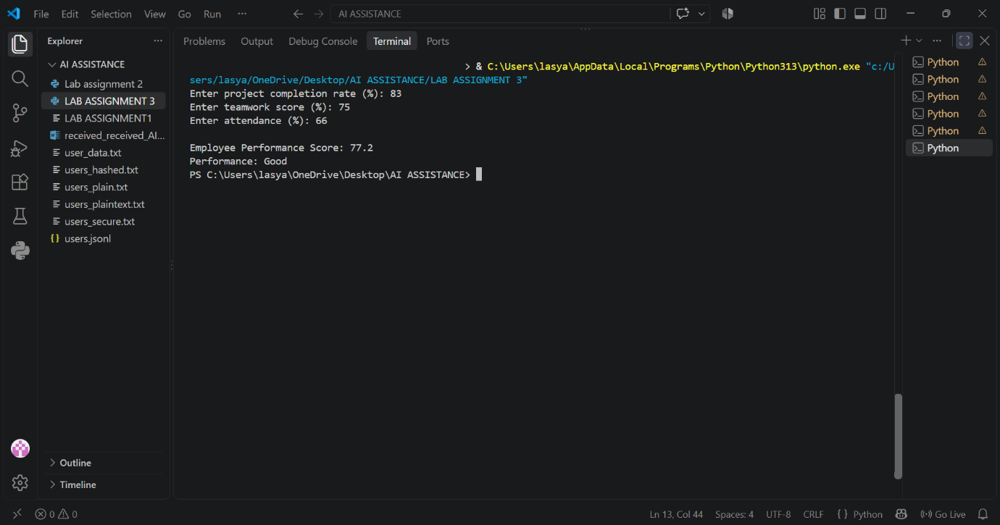 File Edit Selection View Go Run ··· AI ASSISTANCE
Explorer ···
AI ASSISTANCE
Lab assignment 2
LAB ASSIGNMENT 3
LAB ASSIGNMENT1
received_received_AI...
user_data.txt
users_hashed.txt
users_plain.txt
users_plaintext.txt
users_secure.txt
{} users.jsonl
Outline
Timeline
Problems Output Debug Console Terminal Ports
> & C:\Users\lasya\AppData\Local\Programs\Python\Python313\python.exe "c:/U
sers/lasya/OneDrive/Desktop/AI ASSISTANCE/LAB ASSIGNMENT 3"
Enter project completion rate (%): 83
Enter teamwork score (%): 75
Enter attendance (%): 66
Employee Performance Score: 77.2
Performance: Good
PS C:\Users\lasya\OneDrive\Desktop\AI ASSISTANCE>
Python
Python
Python
Python
Python
Python
0 0 Ln 13, Col 44 Spaces: 4 UTF-8 CRLF {} Python Go Live